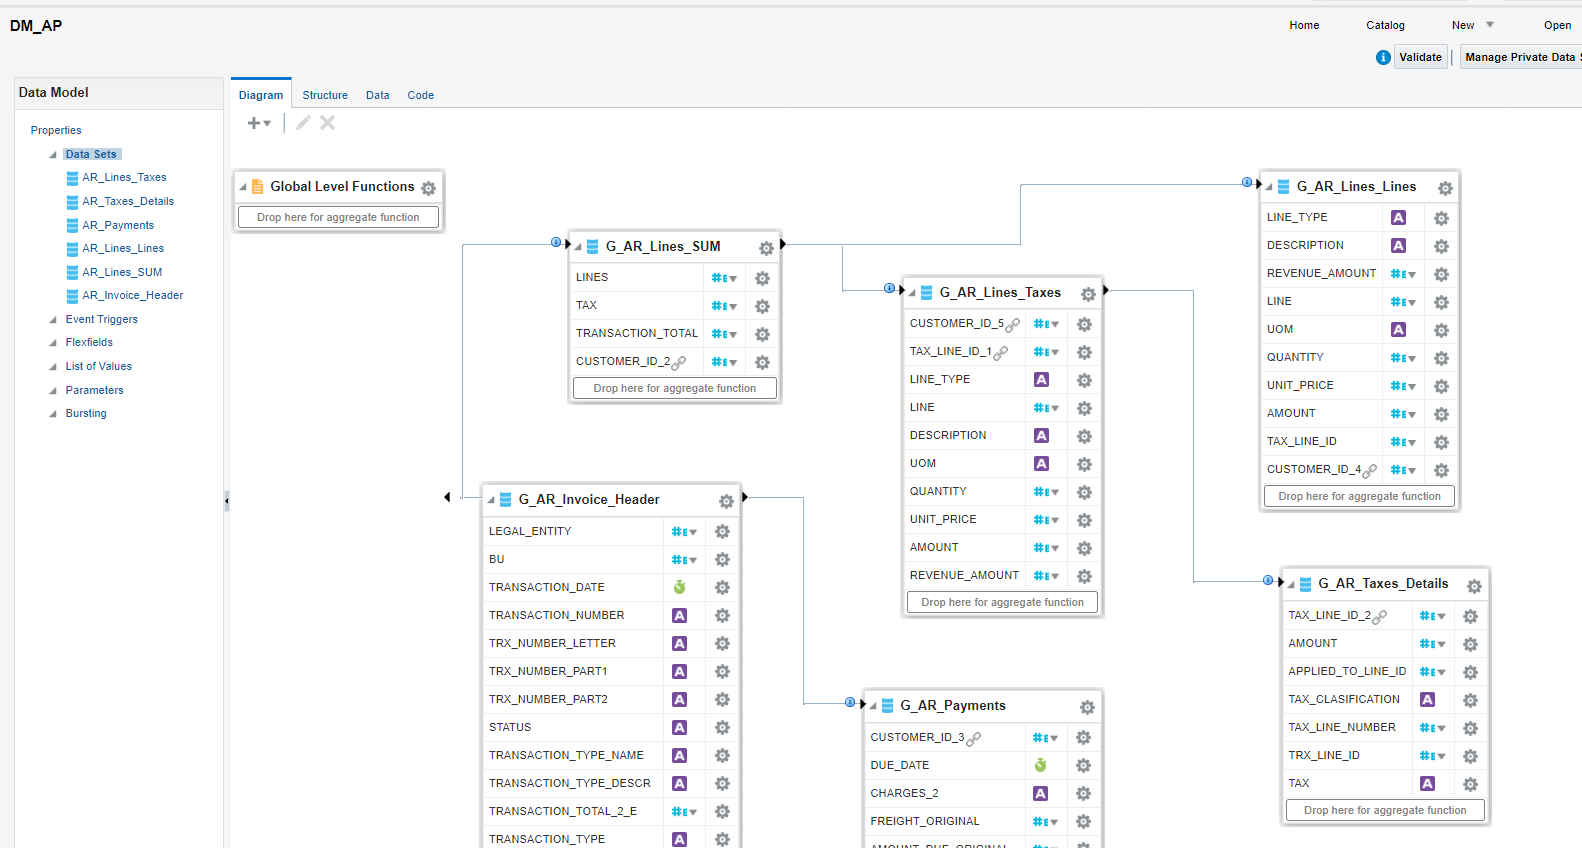 DM_AP
Home
Catalog
New
Open
Validate
Manage Private Data
Data Model
Properties
Data Sets
AR_Lines_Taxes
AR_Taxes_Details
AR_Payments
AR_Lines_Lines
AR_Lines_SUM
AR_Invoice_Header
Event Triggers
Flexfields
List of Values
Parameters
Bursting
Diagram
Structure
Data
Code
Global Level Functions
Drop here for aggregate function
G_AR_Lines_SUM
LINES
TAX
TRANSACTION_TOTAL
CUSTOMER_ID_2
Drop here for aggregate function
G_AR_Invoice_Header
LEGAL_ENTITY
BU
TRANSACTION_DATE
TRANSACTION_NUMBER
TRX_NUMBER_LETTER
TRX_NUMBER_PART1
TRX_NUMBER_PART2
STATUS
TRANSACTION_TYPE_NAME
TRANSACTION_TYPE_DESCR
TRANSACTION_TOTAL_2_E
TRANSACTION_TYPE
G_AR_Lines_Taxes
CUSTOMER_ID_5
TAX_LINE_ID_1
LINE_TYPE
LINE
DESCRIPTION
UOM
QUANTITY
UNIT_PRICE
AMOUNT
REVENUE_AMOUNT
Drop here for aggregate function
G_AR_Payments
CUSTOMER_ID_3
DUE_DATE
CHARGES_2
FREIGHT_ORIGINAL
AMOUNT_DUE_ORIGINAL
G_AR_Lines_Lines
LINE_TYPE
DESCRIPTION
REVENUE_AMOUNT
LINE
UOM
QUANTITY
UNIT_PRICE
AMOUNT
TAX_LINE_ID
CUSTOMER_ID_4
Drop here for aggregate function
G_AR_Taxes_Details
TAX_LINE_ID_2
AMOUNT
APPLIED_TO_LINE_ID
TAX_CLASIFICATION
TAX_LINE_NUMBER
TRX_LINE_ID
TAX
Drop here for aggregate function